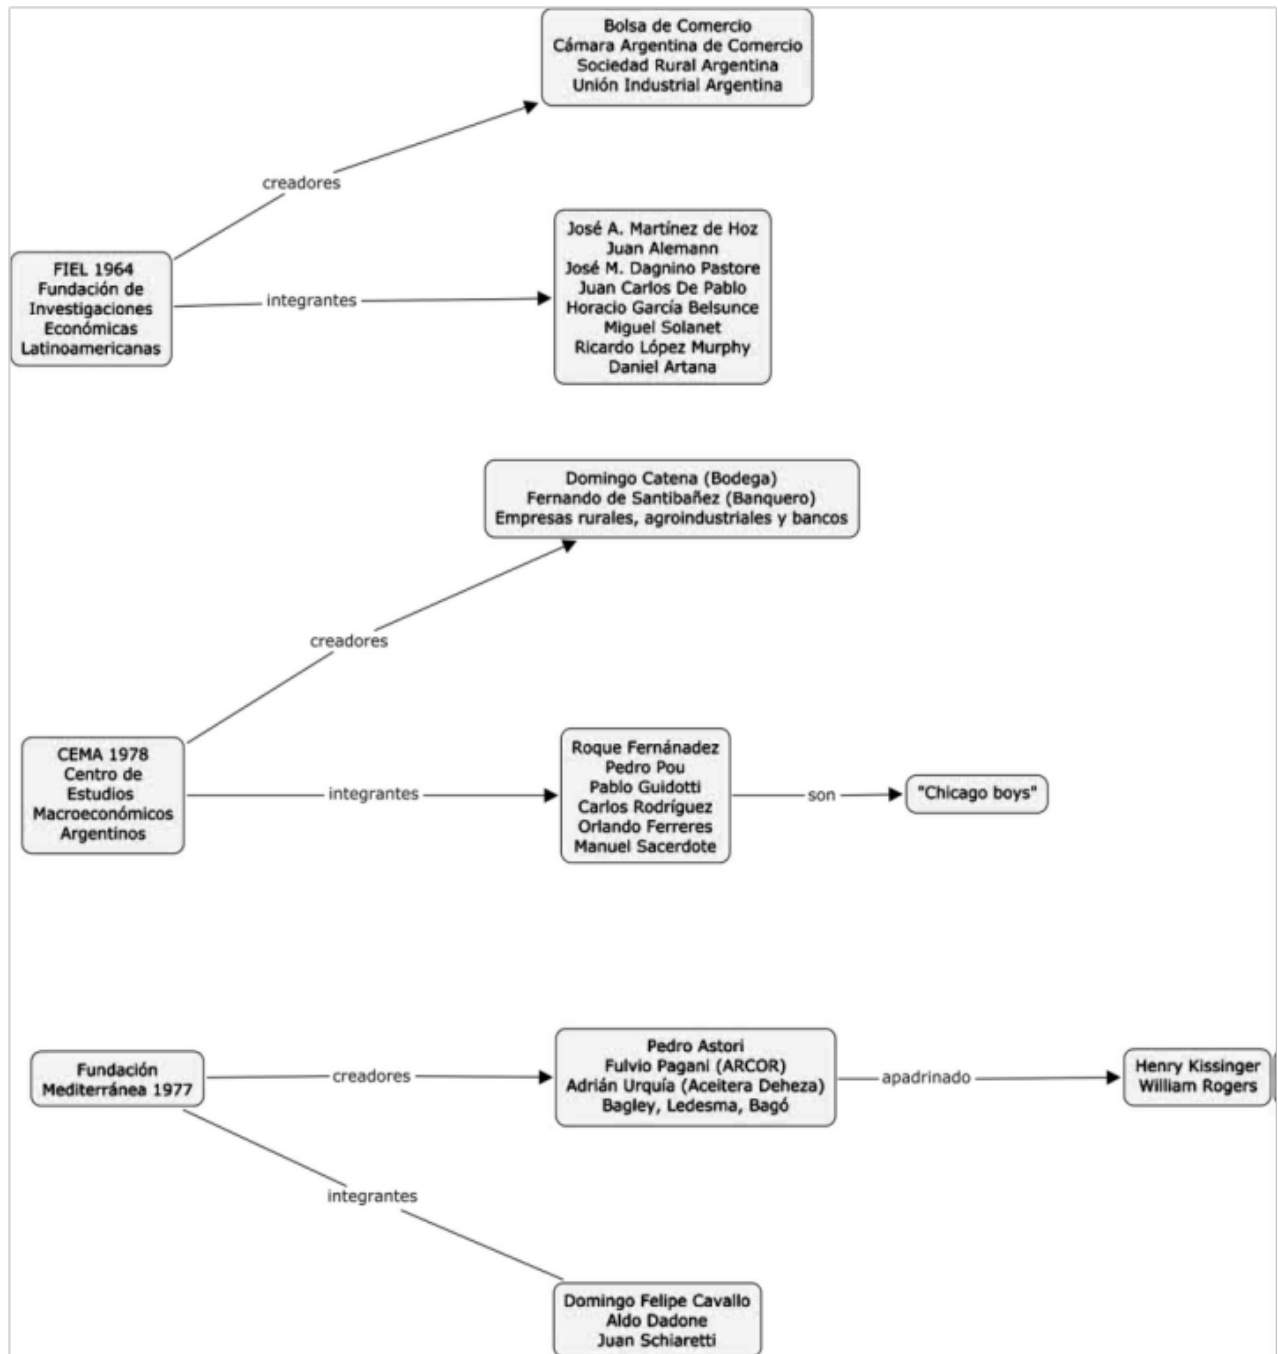 Bolsa de Comercio
Cámara Argentina de Comercio
Sociedad Rural Argentina
Unión Industrial Argentina
creadores
FIEL 1964
Fundación de
Investigaciones
Económicas
Latinoamericanas
integrantes
José A. Martínez de Hoz
Juan Alemann
José M. Dagnino Pastore
Juan Carlos De Pablo
Horacio García Belsunce
Miguel Solanet
Ricardo López Murphy
Daniel Artana
Domingo Catena (Bodega)
Fernando de Santibañez (Banquero)
Empresas rurales, agroindustriales y bancos
creadores
CEMA 1978
Centro de
Estudios
Macroeconómicos
Argentinos
integrantes
Roque Fernánadez
Pedro Pou
Pablo Guidotti
Carlos Rodríguez
Orlando Ferreres
Manuel Sacerdote
son
"Chicago boys"
Fundación
Mediterránea 1977
creadores
Pedro Astori
Fulvio Pagani (ARCOR)
Adrián Urquía (Aceitera Deheza)
Bagley, Ledesma, Bagó
apadrinado
Henry Kissinger
William Rogers
integrantes
Domingo Felipe Cavallo
Aldo Dadone
Juan Schiaretti